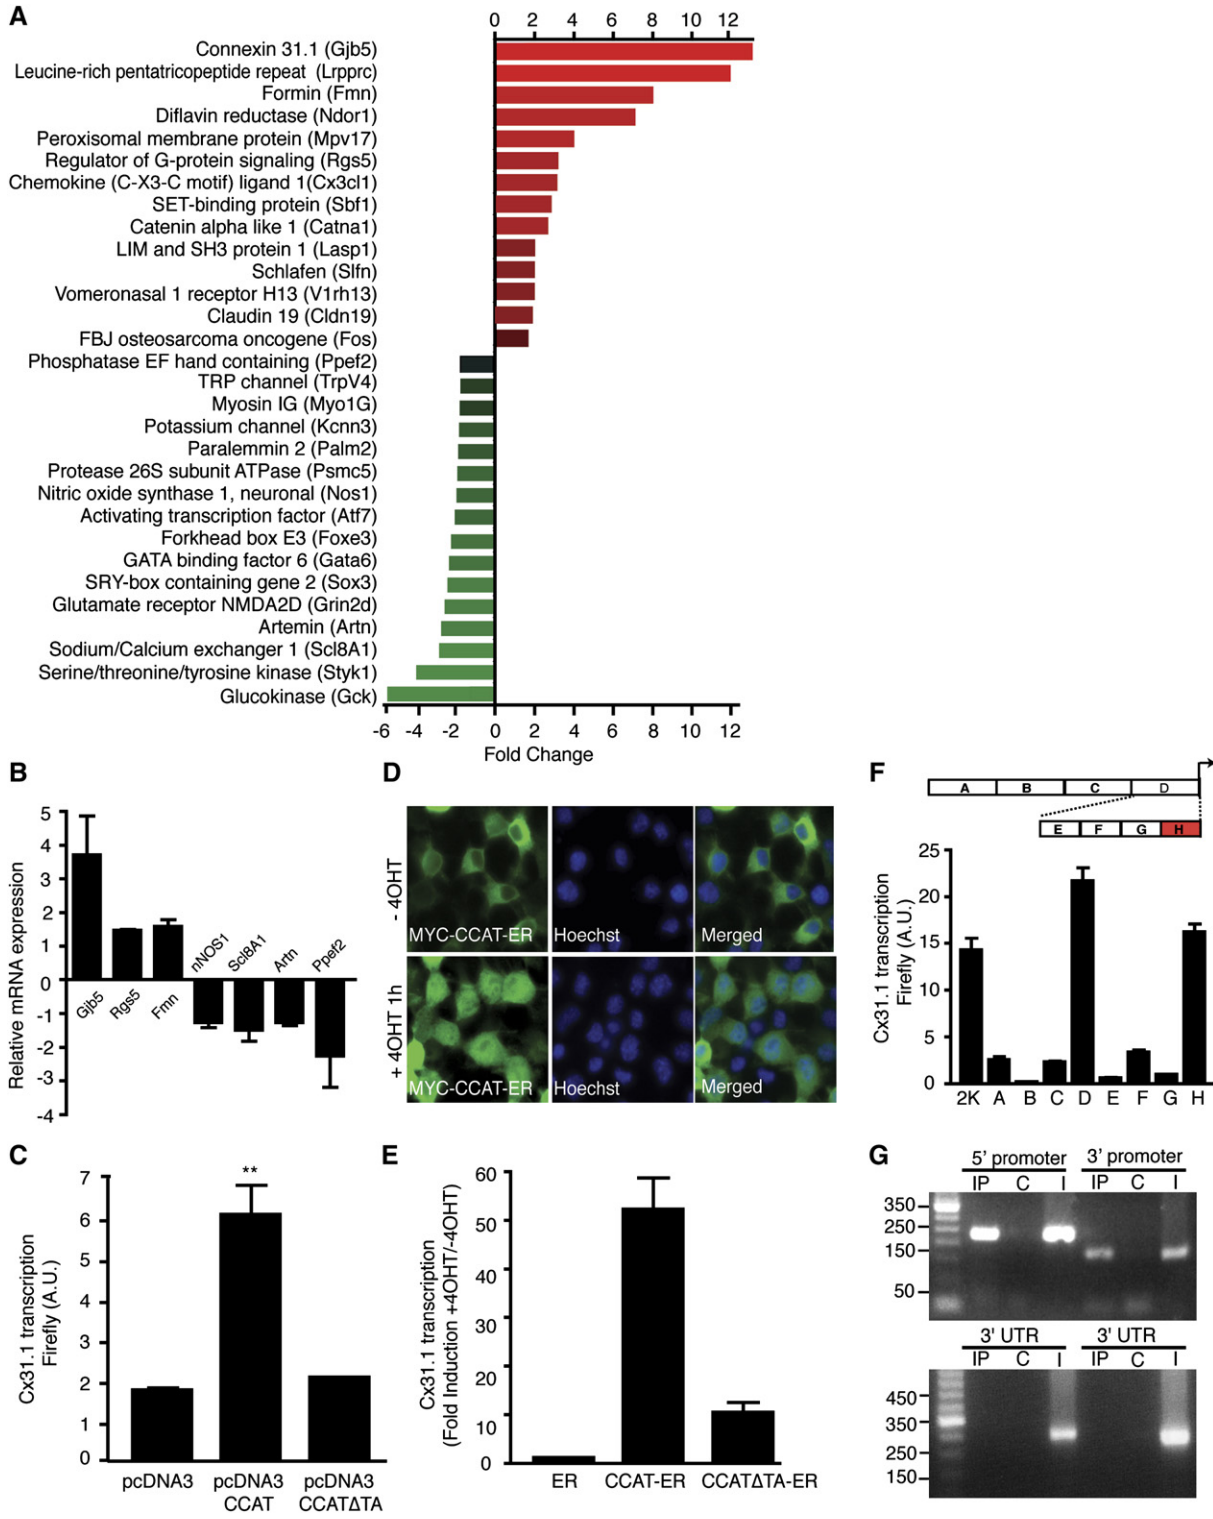 A
0 2 4 6 8 10 12
Connexin 31.1 (Gjb5)
Leucine-rich pentatricopeptide repeat (Lrpprc)
Formin (Fmn)
Diflavin reductase (Ndor1)
Peroxisomal membrane protein (Mpv17)
Regulator of G-protein signaling (Rgs5)
Chemokine (C-X3-C motif) ligand 1(Cx3cl1)
SET-binding protein (Sbf1)
Catenin alpha like 1 (Catna1)
LIM and SH3 protein 1 (Lasp1)
Schlafen (Slfn)
Vomeronasal 1 receptor H13 (V1rh13)
Claudin 19 (Cldn19)
FBJ osteosarcoma oncogene (Fos)
Phosphatase EF hand containing (Ppef2)
TRP channel (TrpV4)
Myosin IG (Myo1G)
Potassium channel (Kcnn3)
Paralemmin 2 (Palm2)
Protease 26S subunit ATPase (Psmc5)
Nitric oxide synthase 1, neuronal (Nos1)
Activating transcription factor (Atf7)
Forkhead box E3 (Foxe3)
GATA binding factor 6 (Gata6)
SRY-box containing gene 2 (Sox3)
Glutamate receptor NMDA2D (Grin2d)
Artemin (Artn)
Sodium/Calcium exchanger 1 (Scl8A1)
Serine/threonine/tyrosine kinase (Styk1)
Glucokinase (Gck)
-6 -4 -2 0 2 4 6 8 10 12
Fold Change
B
Relative mRNA expression
5
4
3
2
1
0
-1
-2
-3
-4
Gjb5
Rgs5
Fmn
nNOS1
Scl8A1
Artn
Ppef2
C
Cx31.1 transcription
Firefly (A.U.)
7
6
6
5
4
3
2
1
0
**
pcDNA3
pcDNA3
CCAT
pcDNA3
CCATΔTA
D
- 4OHT
MYC-CCAT-ER
Hoechst
Merged
+ 4OHT 1h
MYC-CCAT-ER
Hoechst
Merged
E
Cx31.1 transcription
(Fold Induction +4OHT/-4OHT)
60
50
40
30
20
10
0
ER
CCAT-ER
CCATΔTA-ER
F
A B C D
E F G H
Cx31.1 transcription
Firefly (A.U.)
25
20
15
10
5
0
2K A B C D E F G H
G
5' promoter 3' promoter
IP C I IP C I
350
250
150
50
3' UTR 3' UTR
IP C I IP C I
450
350
250
150